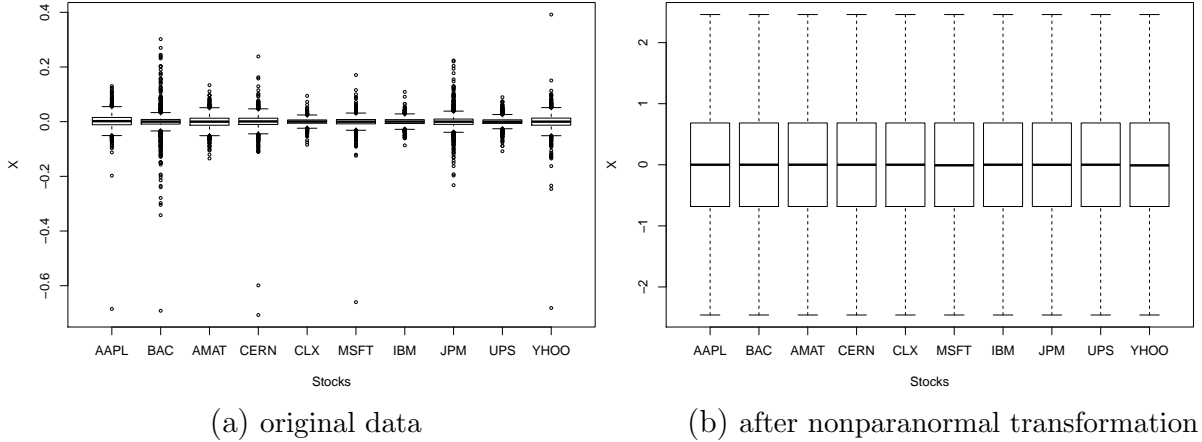 0.4
0.2
0.0
−0.2
−0.4
−0.6
X
AAPL BAC AMAT CERN CLX MSFT IBM JPM UPS YHOO
Stocks
(a) original data
2
1
0
−1
−2
X
AAPL BAC AMAT CERN CLX MSFT IBM JPM UPS YHOO
Stocks
(b) after nonparanormal transformation